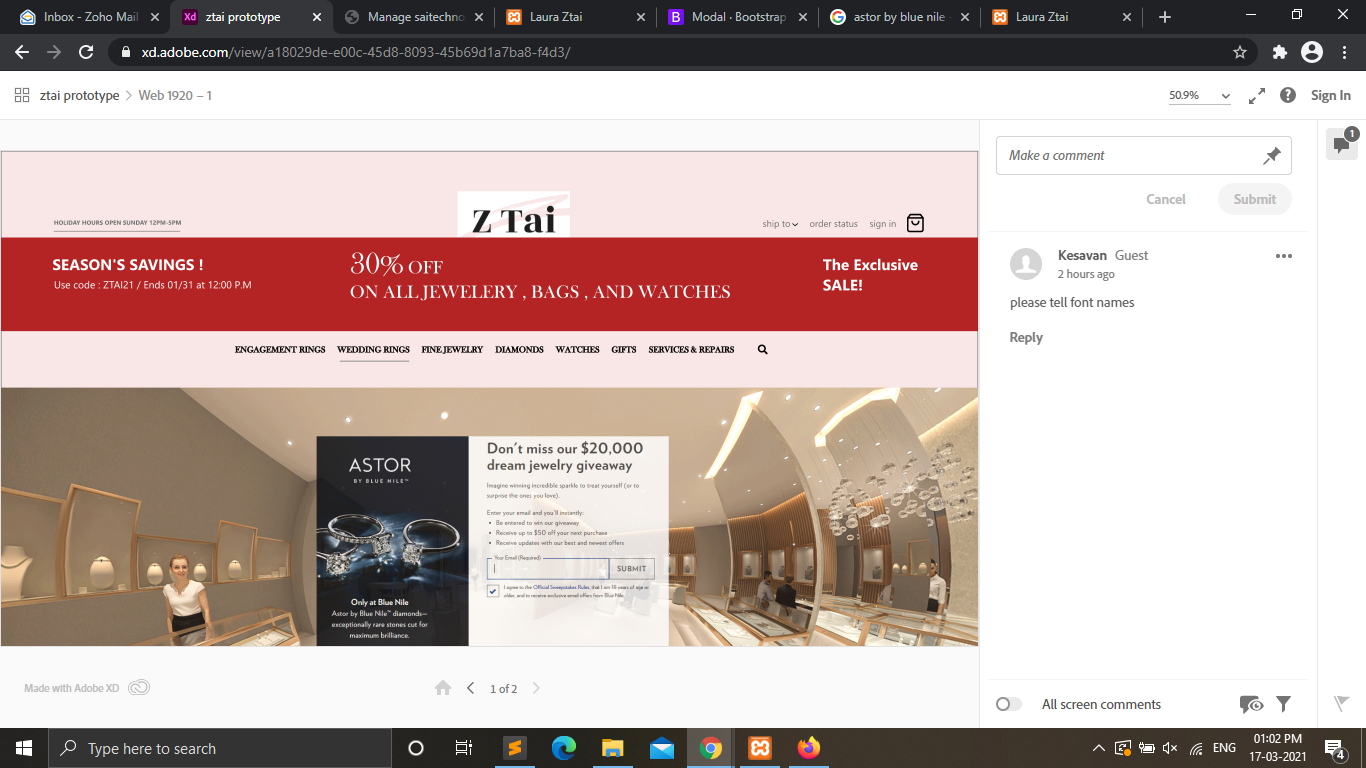 Inbox - Zoho Mail
ztai prototype
Manage saitechno
Laura Ztai
Modal · Bootstrap
astor by blue nile
Laura Ztai
xd.adobe.com/view/a18029de-e00c-45d8-8093-45b69d1a7ba8-f4d3/
ztai prototype > Web 1920 – 1
50.9%
Sign In
Make a comment
Cancel
Submit
1
Kesavan Guest
2 hours ago
please tell font names
Reply
HOLIDAY HOURS OPEN SUNDAY 12PM-5PM
Z Tai
ship to
order status
sign in
SEASON'S SAVINGS !
Use code : ZTAI21 / Ends 01/31 at 12:00 P.M
30% OFF
ON ALL JEWELERY , BAGS , AND WATCHES
The Exclusive
SALE!
ENGAGEMENT RINGS WEDDING RINGS FINE JEWELRY DIAMONDS WATCHES GIFTS SERVICES & REPAIRS
ASTOR
BY BLUE NILE™
Only at Blue Nile
Astor by Blue Nile™ diamonds—
exceptionally rare stones cut for
maximum brilliance.
Don't miss our $20,000
dream jewelry giveaway
Imagine winning incredible sparkle to treat yourself (or to
surprise the ones you love).
Enter your email and you'll instantly:
• Be entered to win our giveaway
• Receive up to $50 off your next purchase
• Receive updates with our best and newest offers
Your Email (Required)
SUBMIT
I agree to the Official Sweepstakes Rules, that I am 18 years of age or
older, and to receive exclusive email offers from Blue Nile.
Made with Adobe XD
1 of 2
All screen comments
Type here to search
ENG
01:02 PM
17-03-2021
4